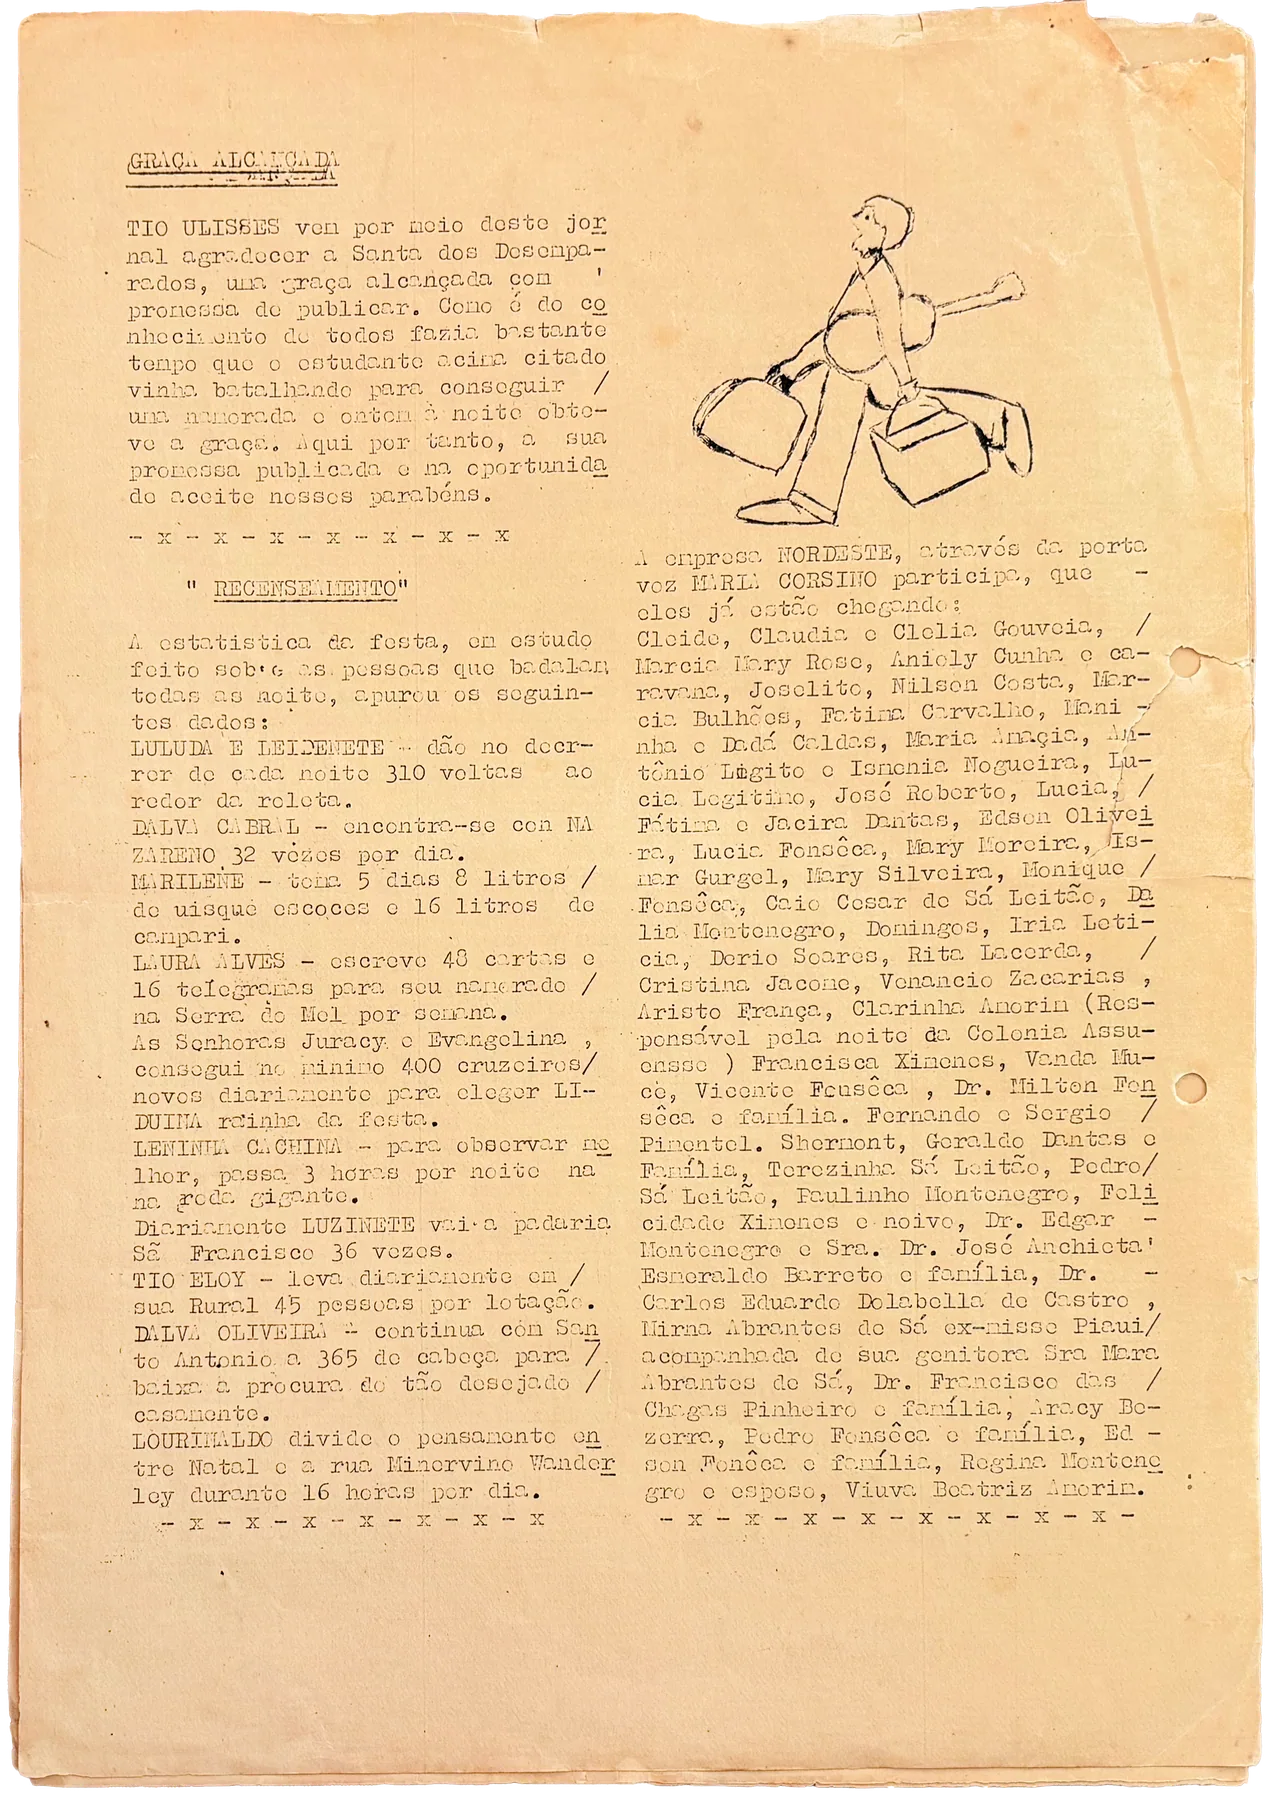 GRAÇA ALCANÇADA
TIO ULISSES vem por meio deste jor
nal agradecer a Santa dos Desempa-
rados, uma graça alcançada com '
promessa de publicar. Como é do co
nhecimento de todos fazia bastante
tempo que o estudante acima citado
vinha batalhando para conseguir /
uma namorada e ontem à noite obte-
ve a graça. Aqui por tanto, a sua
promessa publicada e na oportunida
de aceite nossos parabéns.
- x - x - x - x - x - x - x
" RECENSEAMENTO"
A estatistica da festa, em estudo
feito sobre as pessoas que badalam
todas as noite, apurou os seguin-
tes dados:
LULUDA E LEIDENETE - dão no decr-
rer de cada noite 310 voltas ao
redor da roleta.
DALVA CABRAL - encontra-se com NA
ZARENO 32 vêzes por dia.
MARILENE - toma 5 dias 8 litros /
de uisque escoces e 16 litros de
campari.
LAURA ALVES - escreve 48 cartas e
16 telegramas para seu namorado /
na Serra do Mel por semana.
As Senhoras Juracy e Evangelina ,
consegui no minimo 400 cruzeiros/
novos diariamente para eleger LI-
DUINA rainha da festa.
LENINHA CACHINA - para observar me
lhor, passa 3 horas por noite na
na roda gigante.
Diariamente LUZINETE vai a padaria
Sã Francisco 36 vezes.
TIO ELOY - leva diariamente em /
sua Rural 45 pessoas por lotação.
DALVA OLIVEIRA - continua com San
to Antonio a 365 de cabeça para /
baixa a procura do tão desejado /
casamento.
LOURINALDO divide o pensamento en
tre Natal e a rua Minervino Wander
ley durante 16 horas por dia.
- x - x - x - x - x - x - x
A empresa NORDESTE, através da porta
voz MARIA CORSINO participa, que -
eles já estão chegando:
Cleide, Claudia e Clelia Gouveia, /
Marcia Mary Rose, Aniely Cunha e ca-
ravana, Joselito, Nilson Costa, Mar-
cia Bulhões, Fatima Carvalho, Mani -
nha e Dadá Caldas, Maria Anaçia, An-
tônio Lègito e Ismenia Nogueira, Lu-
cia Legitimo, José Roberto, Lucia, /
Fátima e Jacira Dantas, Edson Olivei
ra, Lucia Fonsêca, Mary Moreira, Is-
mar Gurgel, Mary Silveira, Monique /
Fonsêca, Caio Cesar de Sá Leitão, Da
lia Montenegro, Domingos, Iria Leti-
cia, Derio Soares, Rita Lacerda, /
Cristina Jacome, Venancio Zacarias ,
Aristo França, Clarinha Amorim (Res-
ponsável pela noite da Colonia Assu-
ensse ) Francisca Ximenes, Vanda Mu-
ce, Vicente Fousêca , Dr. Milton Fon
sêca e família. Fernando e Sergio /
Pimentel. Shermont, Geraldo Dantas e
Família, Terezinha Sá Leitão, Pedro/
Sá Leitão, Paulinho Montenegro, Feli
cidade Ximenes e noivo, Dr. Edgar -
Montenegro e Sra. Dr. José Anchieta'
Esmeraldo Barreto e família, Dr. -
Carlos Eduardo Dolabella de Castro ,
Mirna Abrantes de Sá ex-misse Piaui/
acompanhada de sua genitora Sra Mara
Abrantes de Sá, Dr. Francisco das /
Chagas Pinheiro e família, Aracy Be-
zerra, Pedro Fonsêca e família, Ed -
son Fonêca e família, Regina Montene
gro e esposo, Viuva Beatriz Amorim.
- x - x - x - x - x - x - x - x -